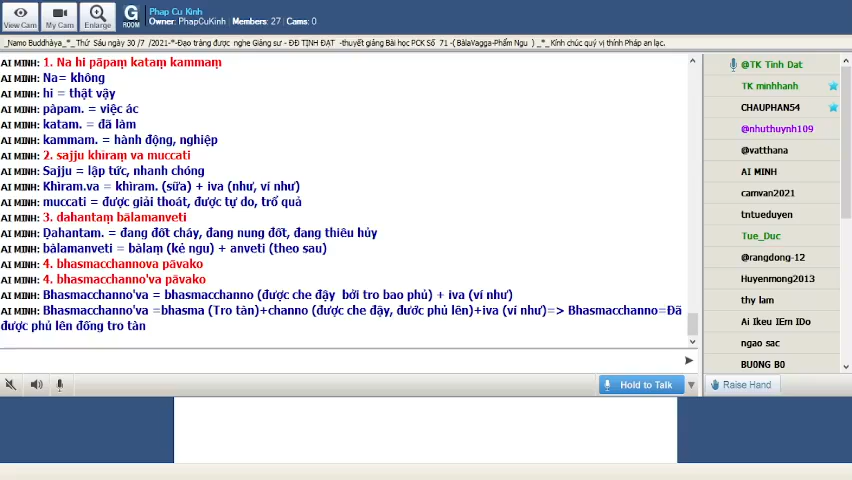 View Cam
My Cam
Enlarge
G
ROOM
Phap Cu Kinh
Owner: PhapCuKinh | Members: 27 | Cams: 0
_Namo Buddhàya_*_ Thứ Sáu ngày 30 /7 /2021-*-Đạo tràng được nghe Giảng sư - ĐĐ TỊNH ĐẠT -thuyết giảng Bài học PCK Số 71 -( BàlaVagga-Phẩm Ngu ) _*_ Kính chúc quý vị thính Pháp an lạc.
AI MINH: 1. Na hi pāpaṃ kataṃ kammaṃ
AI MINH: Na= không
AI MINH: hi = thật vậy
AI MINH: pàpam. = việc ác
AI MINH: katam. = đã làm
AI MINH: kammam. = hành động, nghiệp
AI MINH: 2. sajju khīraṃ va muccati
AI MINH: Sajju = lập tức, nhanh chóng
AI MINH: Khìram.va = khìram. (sữa) + iva (như, ví như)
AI MINH: muccati = được giải thoát, được tự do, trổ quả
AI MINH: 3. dahantaṃ bālamanveti
AI MINH: Ḍahantam. = đang đốt cháy, đang nung đốt, đang thiêu hủy
AI MINH: bàlamanveti = bàlaṃ (kẻ ngu) + anveti (theo sau)
AI MINH: 4. bhasmacchannova pāvako
AI MINH: 4. bhasmacchanno'va pāvako
AI MINH: Bhasmacchanno'va = bhasmacchanno (được che đậy bởi tro bao phủ) + iva (ví như)
AI MINH: Bhasmacchanno'va =bhasma (Tro tàn)+channo (được che đậy, dước phủ lên)+iva (ví như)=> Bhasmacchanno=Đã
được phủ lên đống tro tàn
Hold to Talk
@TK Tinh Dat
TK minhhanh
CHAUPHAN54
@nhuthuynh109
@vatthana
AI MINH
camvan2021
tntueduyen
Tue_Duc
@rangdong-12
Huyenmong2013
thy lam
Ai Ikeu IEm IDo
ngao sac
BU0NG B0
Raise Hand